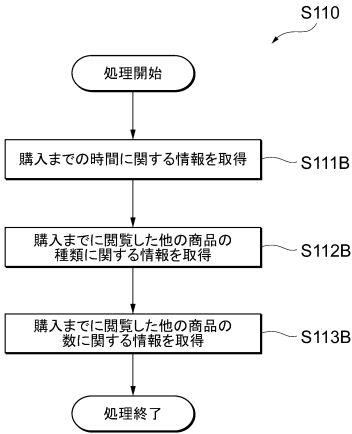 S110
処理開始
購入までの時間に関する情報を取得
S111B
購入までに閲覧した他の商品の
種類に関する情報を取得
S112B
購入までに閲覧した他の商品の
数に関する情報を取得
S113B
処理終了